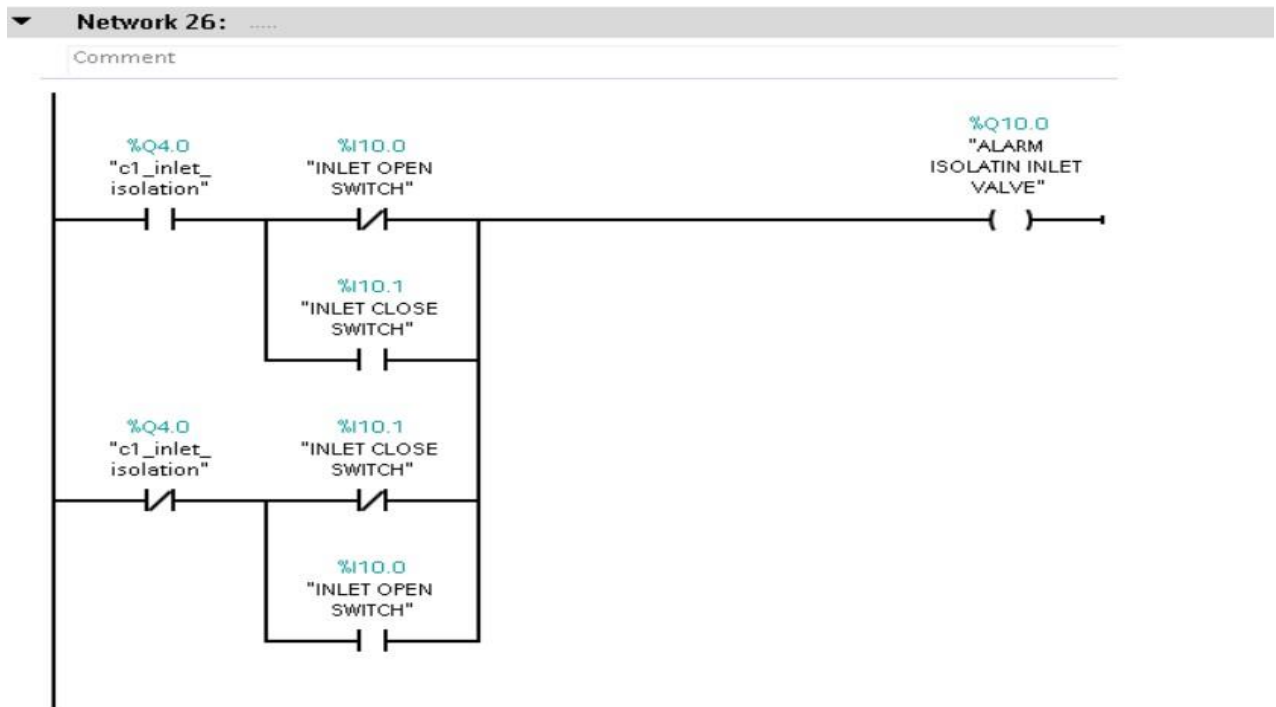 Network 26: .....
Comment
%Q4.0
"c1_inlet_
isolation"
%I10.0
"INLET OPEN
SWITCH"
%Q10.0
"ALARM
ISOLATIN INLET
VALVE"
%I10.1
"INLET CLOSE
SWITCH"
%Q4.0
"c1_inlet_
isolation"
%I10.1
"INLET CLOSE
SWITCH"
%I10.0
"INLET OPEN
SWITCH"